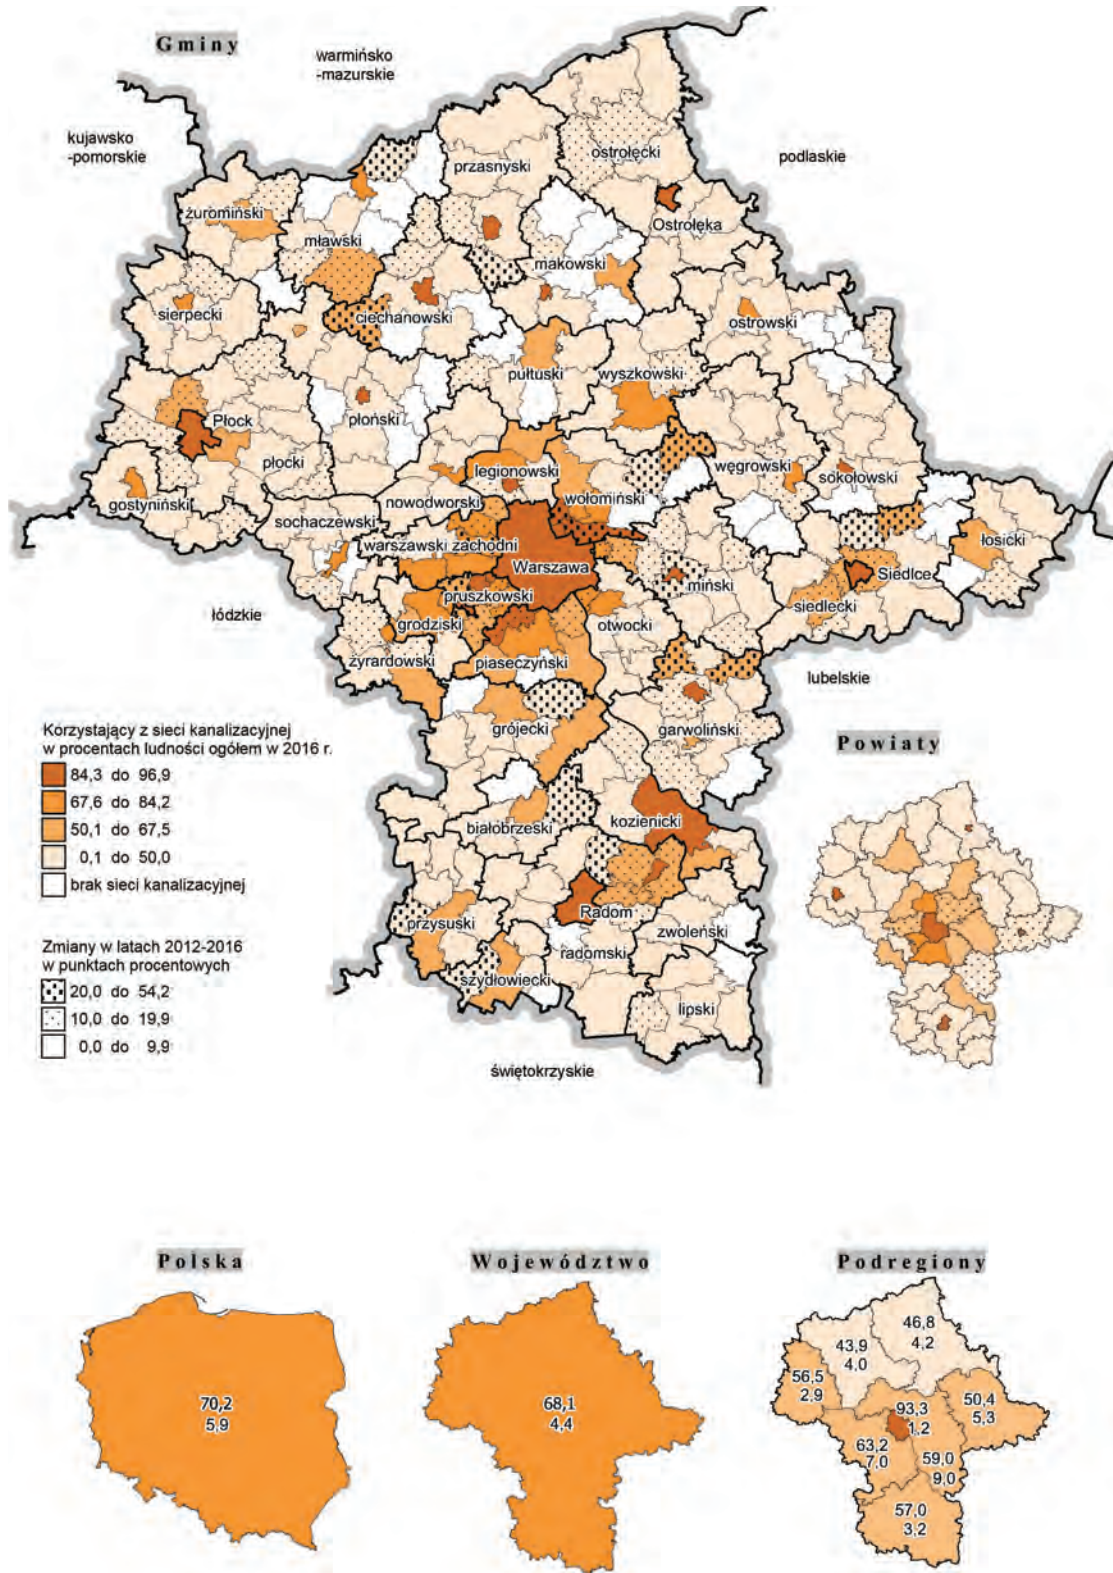 Gminy
warmińsko
-mazurskie
kujawsko
-pomorskie
podlaskie
przasnyski
ostrołęcki
Ostrołęka
żuromiński
mławski
makowski
sierpecki
ciechanowski
ostrowski
pułtuski
wyszkowski
Płock
płoński
płocki
legionowski
węgrowski
sokołowski
gostyniński
nowodworski
wołomiński
sochaczewski
łosicki
warszawski zachodni
Warszawa
Siedlce
miński
pruszkowski
siedlecki
łódzkie
grodziski
otwocki
żyrardowski
piaseczyński
lubelskie
Korzystający z sieci kanalizacyjnej
w procentach ludności ogółem w 2016 r.
84,3 do 96,9
67,6 do 84,2
50,1 do 67,5
0,1 do 50,0
brak sieci kanalizacyjnej
grójecki
garwoliński
Powiaty
białobrzeski
kozienicki
Radom
przysuski
zwoleński
radomski
szydłowiecki
lipski
Zmiany w latach 2012-2016
w punktach procentowych
20,0 do 54,2
10,0 do 19,9
0,0 do 9,9
świętokrzyskie
Polska
70,2
5,9
Województwo
68,1
4,4
Podregiony
46,8
4,2
43,9
4,0
56,5
2,9
50,4
5,3
93,3
1,2
63,2
7,0
59,0
9,0
57,0
3,2